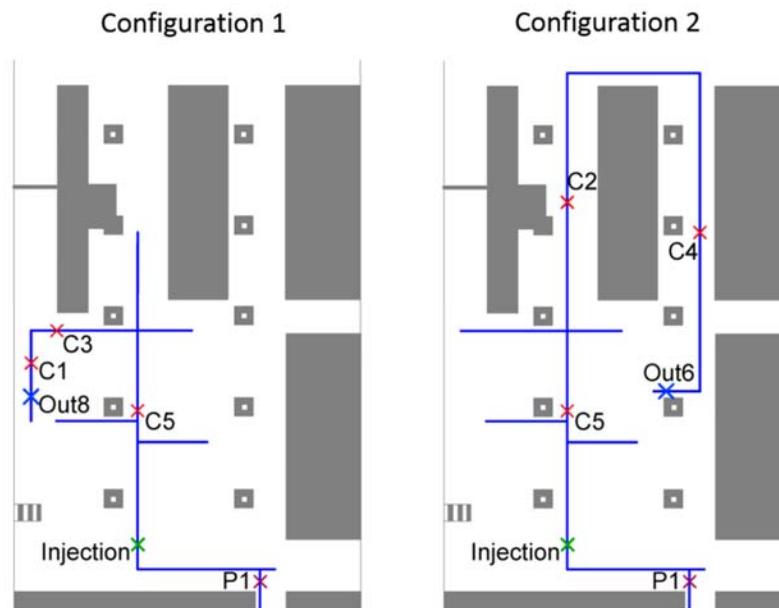 Configuration 1
C3
C1
Out8
C5
Injection
P1
Configuration 2
C2
C4
Out6
C5
Injection
P1